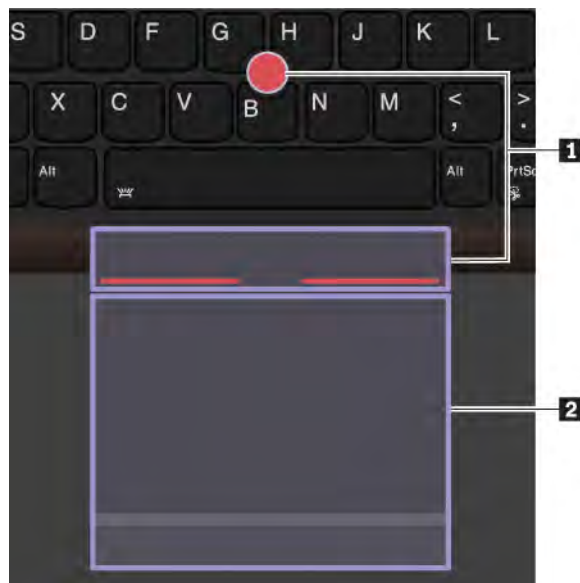 S D F G H J K L
X C V B N M < , > .
Alt Alt PrtSc
1
2